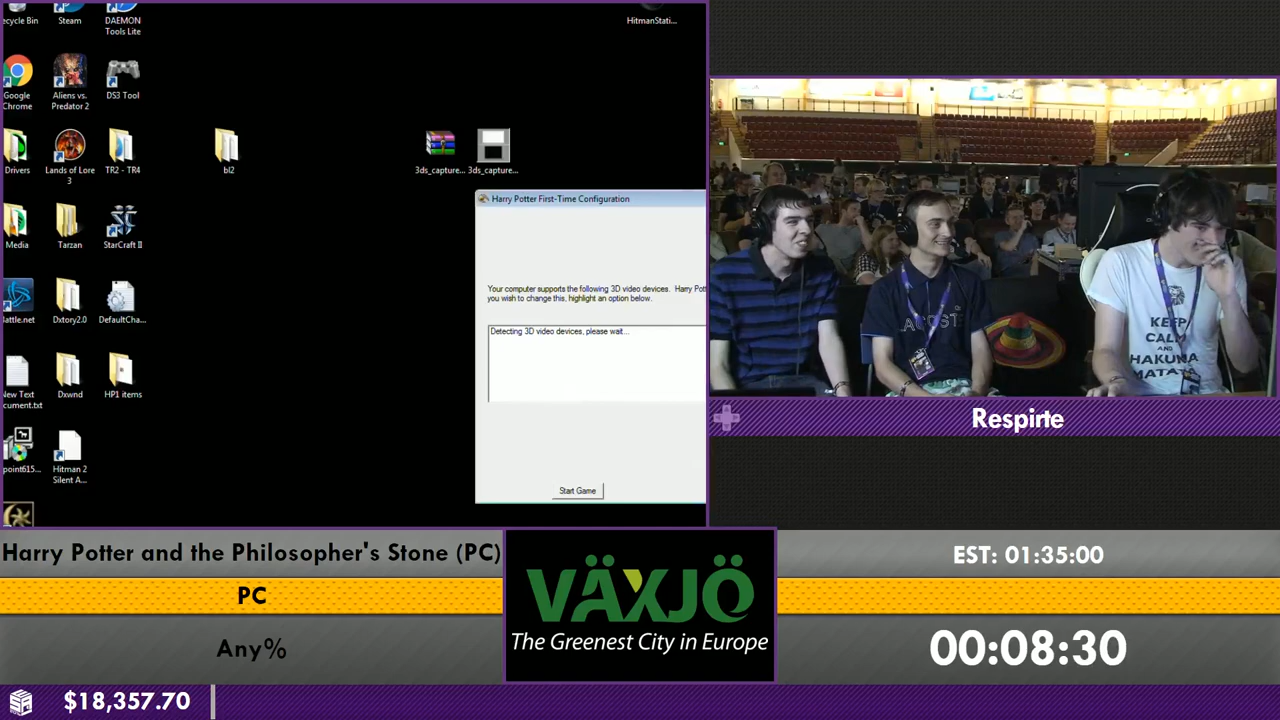 ecycle Bin
Steam
DAEMON
Tools Lite
HitmanStati...
Google
Chrome
Aliens vs.
Predator 2
DS3 Tool
Drivers
Lands of Lore
3
TR2 - TR4
bl2
3ds_capture...
3ds_capture...
Harry Potter First-Time Configuration
Media
Tarzan
StarCraft II
Your computer supports the following 3D video devices. Harry Pott
you wish to change this, highlight an option below.
Detecting 3D video devices, please wait...
Battle.net
Dxtory2.0
DefaultCha...
New Text
cument.txt
Dxwnd
HP1 items
point615...
Hitman 2
Silent A...
Start Game
KEEP
CALM
AND
HAKUNA
MATATA
Respirte
Harry Potter and the Philosopher's Stone (PC)
PC
Any%
VÄXJÖ
The Greenest City in Europe
EST: 01:35:00
00:08:30
$18,357.70